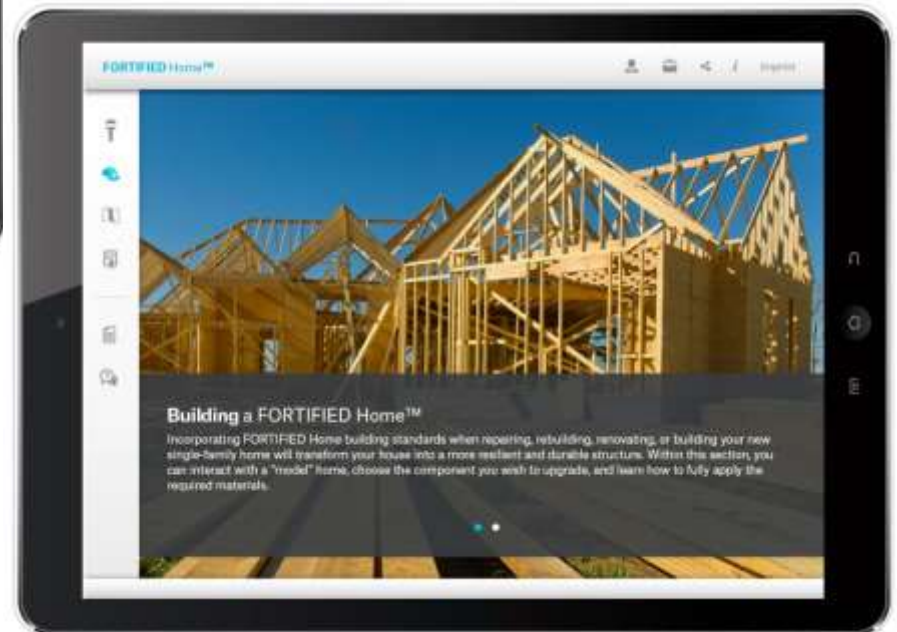 FORTIFIED Home™
Imprint
Building a FORTIFIED Home™
Incorporating FORTIFIED Home building standards when repairing, rebuilding, renovating, or building your new
single-family home will transform your house into a more resilient and durable structure. Within this section, you
can interact with a "model" home, choose the component you wish to upgrade, and learn how to fully apply the
required materials.